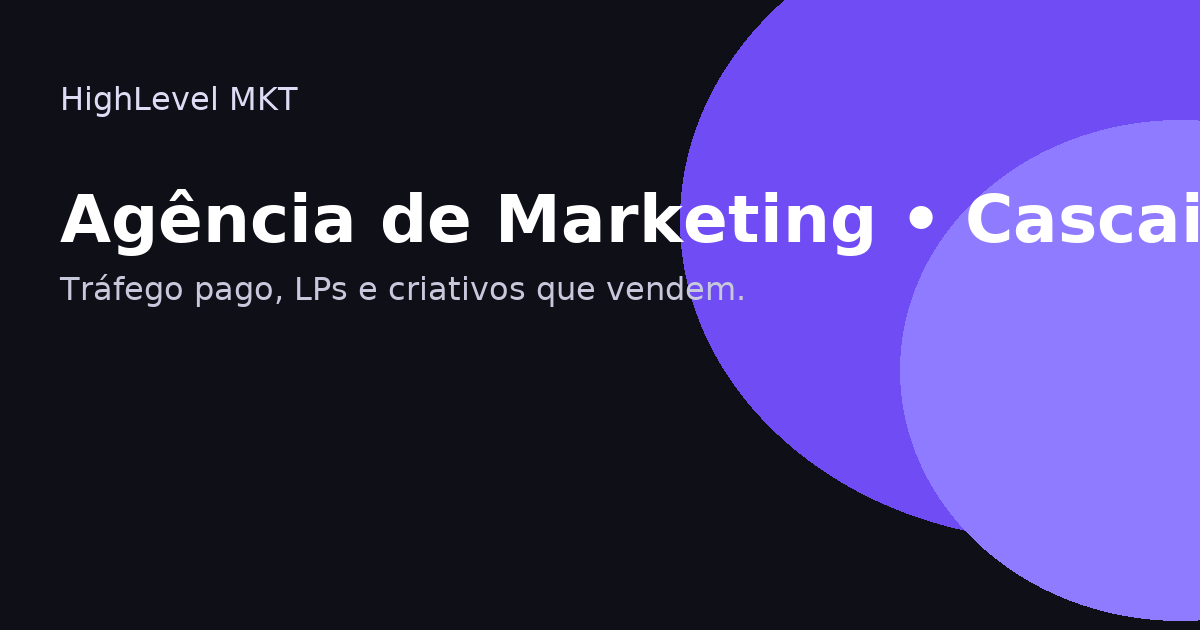 HighLevel MKT
Agência de Marketing • Cascai
Tráfego pago, LPs e criativos que vendem.